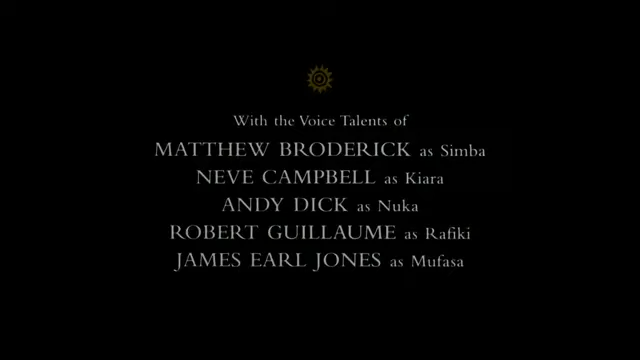 With the Voice Talents of
MATTHEW BRODERICK as Simba
NEVE CAMPBELL as Kiara
ANDY DICK as Nuka
ROBERT GUILLAUME as Rafiki
JAMES EARL JONES as Mufasa